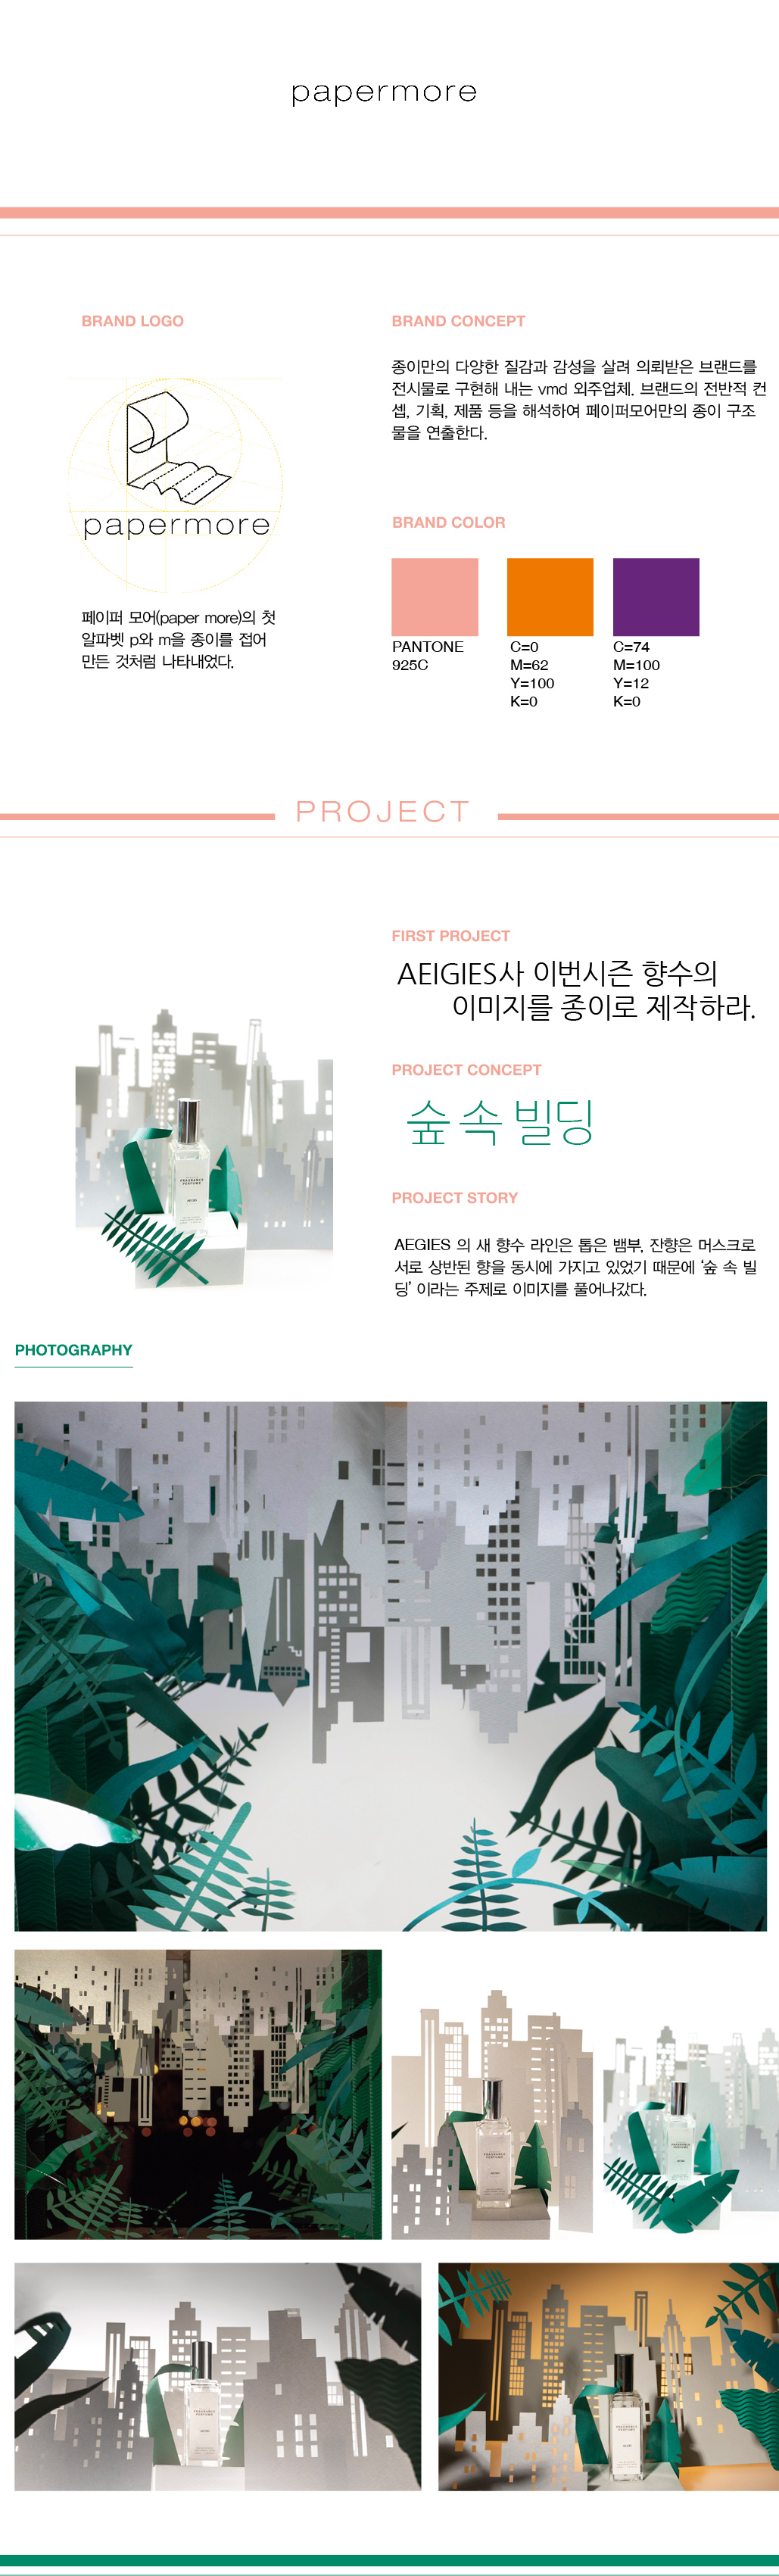 papermore
BRAND LOGO
papermore
페이퍼 모어(paper more)의 첫
알파벳 p와 m을 종이를 접어
만든 것처럼 나타내었다.
BRAND CONCEPT
종이만의 다양한 질감과 감성을 살려 의뢰받은 브랜드를
전시물로 구현해 내는 vmd 외주업체. 브랜드의 전반적 컨
셉, 기획, 제품 등을 해석하여 페이퍼모어만의 종이 구조
물을 연출한다.
BRAND COLOR
PANTONE
925C
C=0
M=62
Y=100
K=0
C=74
M=100
Y=12
K=0
PROJECT
FIRST PROJECT
AEIGIES사 이번시즌 향수의
이미지를 종이로 제작하라.
PROJECT CONCEPT
숲 속 빌딩
PROJECT STORY
AEGIES 의 새 향수 라인은 톱은 뱀부, 잔향은 머스크로
서로 상반된 향을 동시에 가지고 있었기 때문에 ‘숲 속 빌
딩’ 이라는 주제로 이미지를 풀어나갔다.
FRAGRANCE
PERFUME
PHOTOGRAPHY
FRAGRANCE
PERFUME
FRAGRANCE
PERFUME
FRAGRANCE
PERFUME
FRAGRANCE
PERFUME